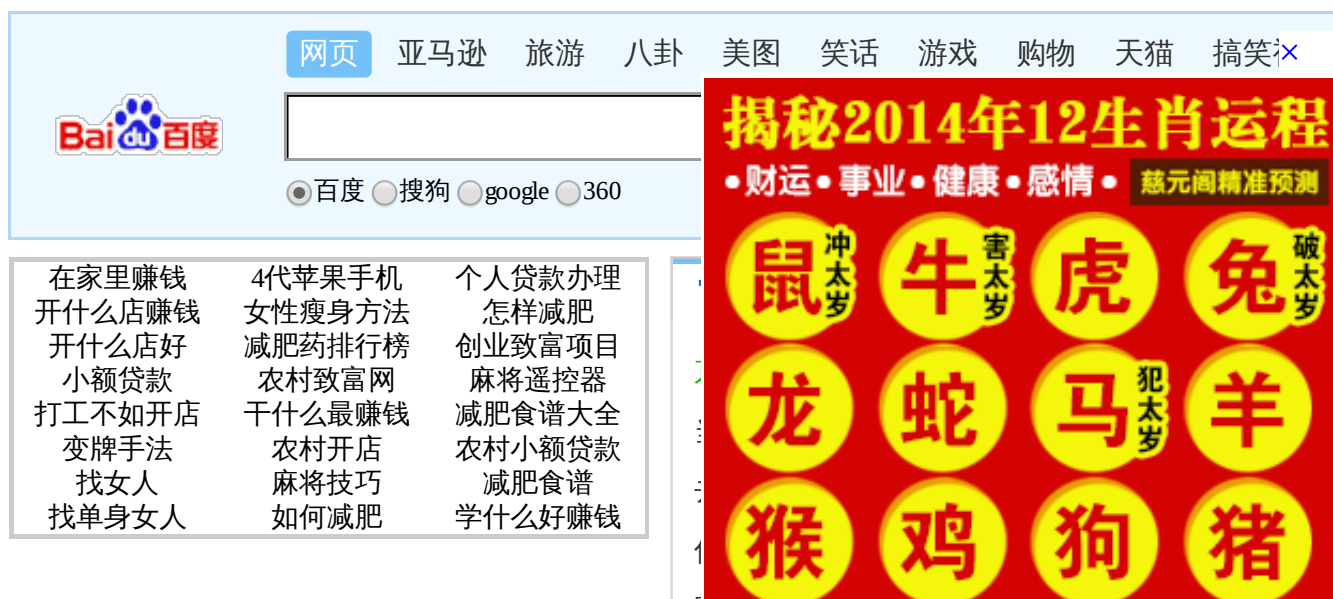 网页 亚马逊 旅游 八卦 美图 笑话 游戏 购物 天猫 搞笑
×
Bai du 百度
百度 搜狗 google 360
在家里赚钱 4代苹果手机 个人贷款办理
开什么店赚钱 女性瘦身方法 怎样减肥
开什么店好 减肥药排行榜 创业致富项目
小额贷款 农村致富网 麻将遥控器
打工不如开店 干什么最赚钱 减肥食谱大全
变牌手法 农村开店 农村小额贷款
找女人 麻将技巧 减肥食谱
找单身女人 如何减肥 学什么好赚钱
揭秘2014年12生肖运程
•财运•事业•健康•感情• 慈元阁精准预测
鼠 冲太岁 牛 害太岁 虎 兔 破太岁
龙 蛇 马 犯太岁 羊
猴 鸡 狗 猪